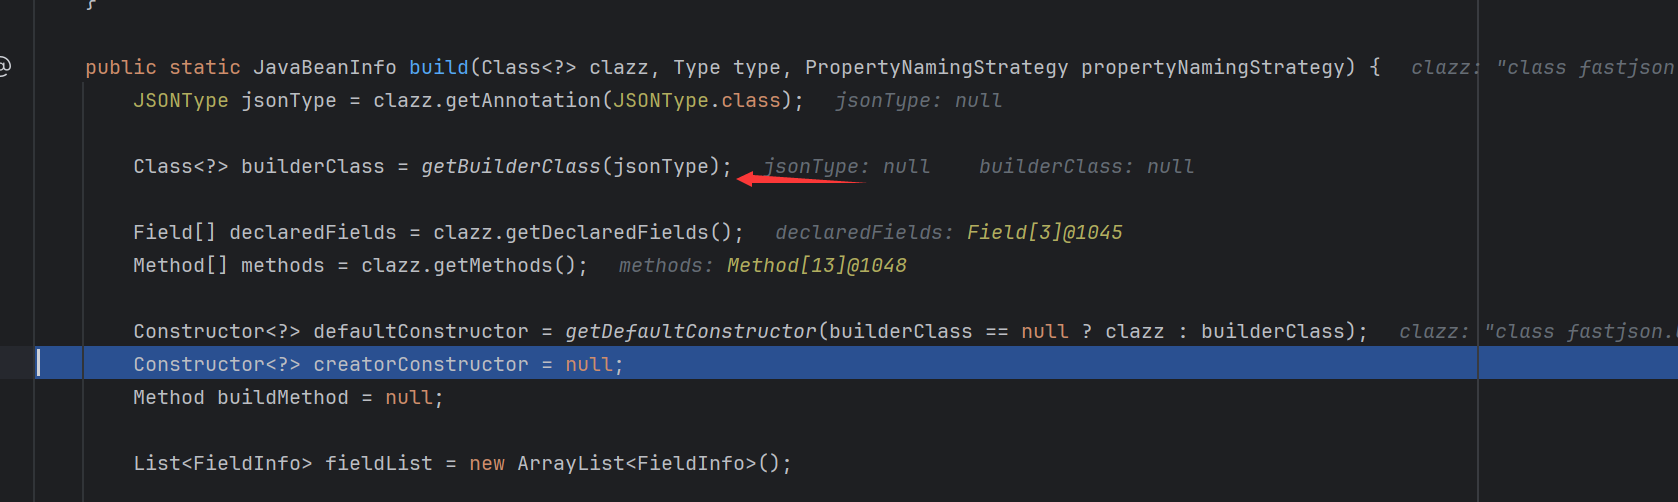 }
@
public static JavaBeanInfo build(Class<?> clazz, Type type, PropertyNamingStrategy propertyNamingStrategy) { clazz: "class fastjson
JSONType jsonType = clazz.getAnnotation(JSONType.class); jsonType: null
Class<?> builderClass = getBuilderClass(jsonType); jsonType: null builderClass: null
Field[] declaredFields = clazz.getDeclaredFields(); declaredFields: Field[3]@1045
Method[] methods = clazz.getMethods(); methods: Method[13]@1048
Constructor<?> defaultConstructor = getDefaultConstructor(builderClass == null ? clazz : builderClass); clazz: "class fastjson.
Constructor<?> creatorConstructor = null;
Method buildMethod = null;
List<FieldInfo> fieldList = new ArrayList<FieldInfo>();